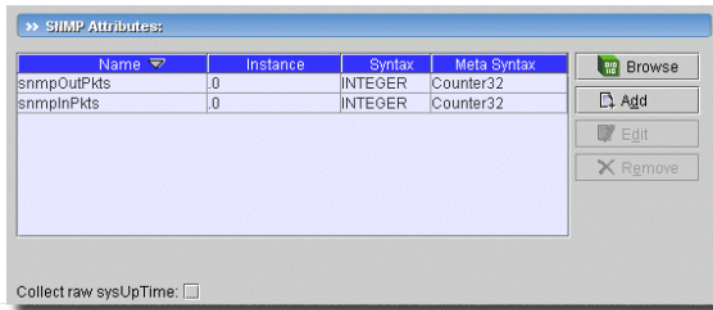 >> SNMP Attributes:
Name Instance Syntax Meta Syntax
snmpOutPkts .0 INTEGER Counter32
snmpInPkts .0 INTEGER Counter32
Browse
Add
Edit
Remove
Collect raw sysUpTime: